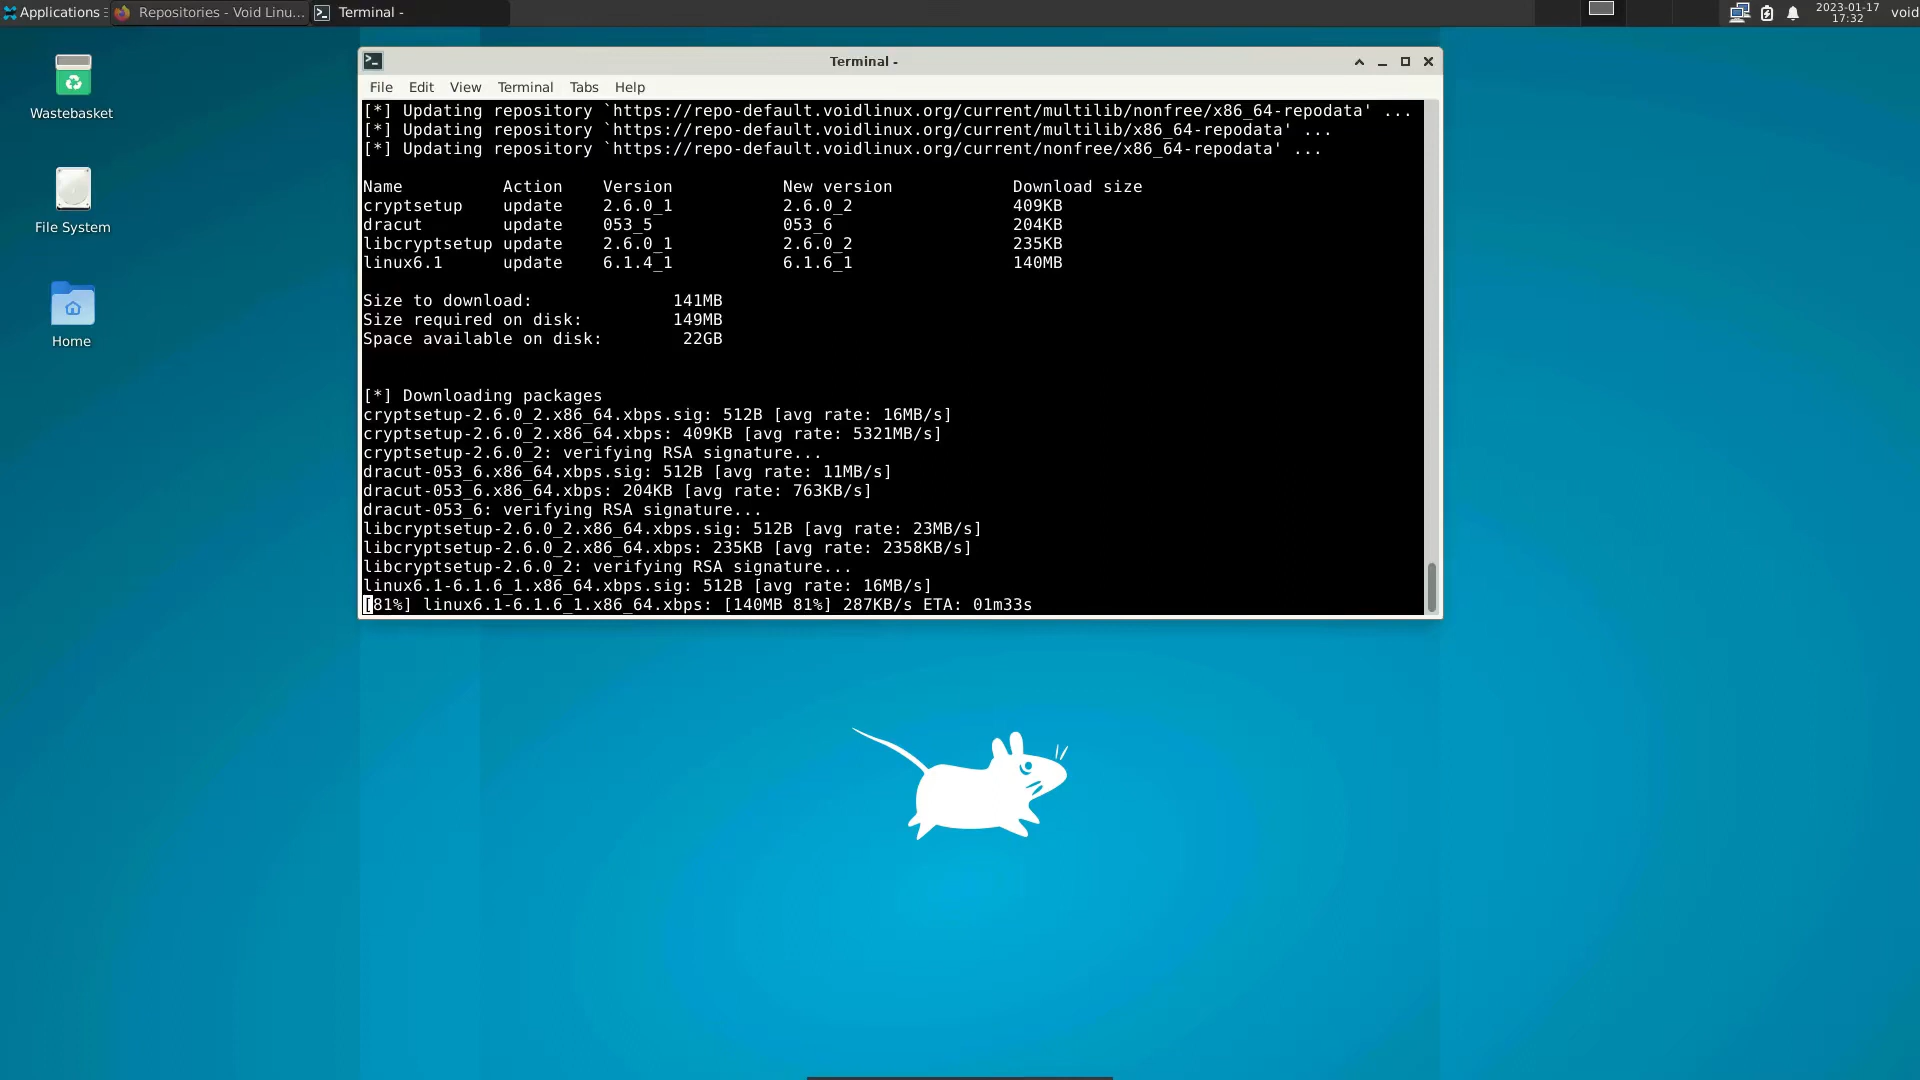 Applications
Repositories - Void Linu...
Terminal -
2023-01-17
17:32
void
Wastebasket
File System
Home
Terminal -
File Edit View Terminal Tabs Help
[*] Updating repository `https://repo-default.voidlinux.org/current/multilib/nonfree/x86_64-repodata' ...
[*] Updating repository `https://repo-default.voidlinux.org/current/multilib/x86_64-repodata' ...
[*] Updating repository `https://repo-default.voidlinux.org/current/nonfree/x86_64-repodata' ...
Name Action Version New version Download size
cryptsetup update 2.6.0_1 2.6.0_2 409KB
dracut update 053_5 053_6 204KB
libcryptsetup update 2.6.0_1 2.6.0_2 235KB
linux6.1 update 6.1.4_1 6.1.6_1 140MB
Size to download: 141MB
Size required on disk: 149MB
Space available on disk: 22GB
[*] Downloading packages
cryptsetup-2.6.0_2.x86_64.xbps.sig: 512B [avg rate: 16MB/s]
cryptsetup-2.6.0_2.x86_64.xbps: 409KB [avg rate: 5321MB/s]
cryptsetup-2.6.0_2: verifying RSA signature...
dracut-053_6.x86_64.xbps.sig: 512B [avg rate: 11MB/s]
dracut-053_6.x86_64.xbps: 204KB [avg rate: 763KB/s]
dracut-053_6: verifying RSA signature...
libcryptsetup-2.6.0_2.x86_64.xbps.sig: 512B [avg rate: 23MB/s]
libcryptsetup-2.6.0_2.x86_64.xbps: 235KB [avg rate: 2358KB/s]
libcryptsetup-2.6.0_2: verifying RSA signature...
linux6.1-6.1.6_1.x86_64.xbps.sig: 512B [avg rate: 16MB/s]
[81%] linux6.1-6.1.6_1.x86_64.xbps: [140MB 81%] 287KB/s ETA: 01m33s